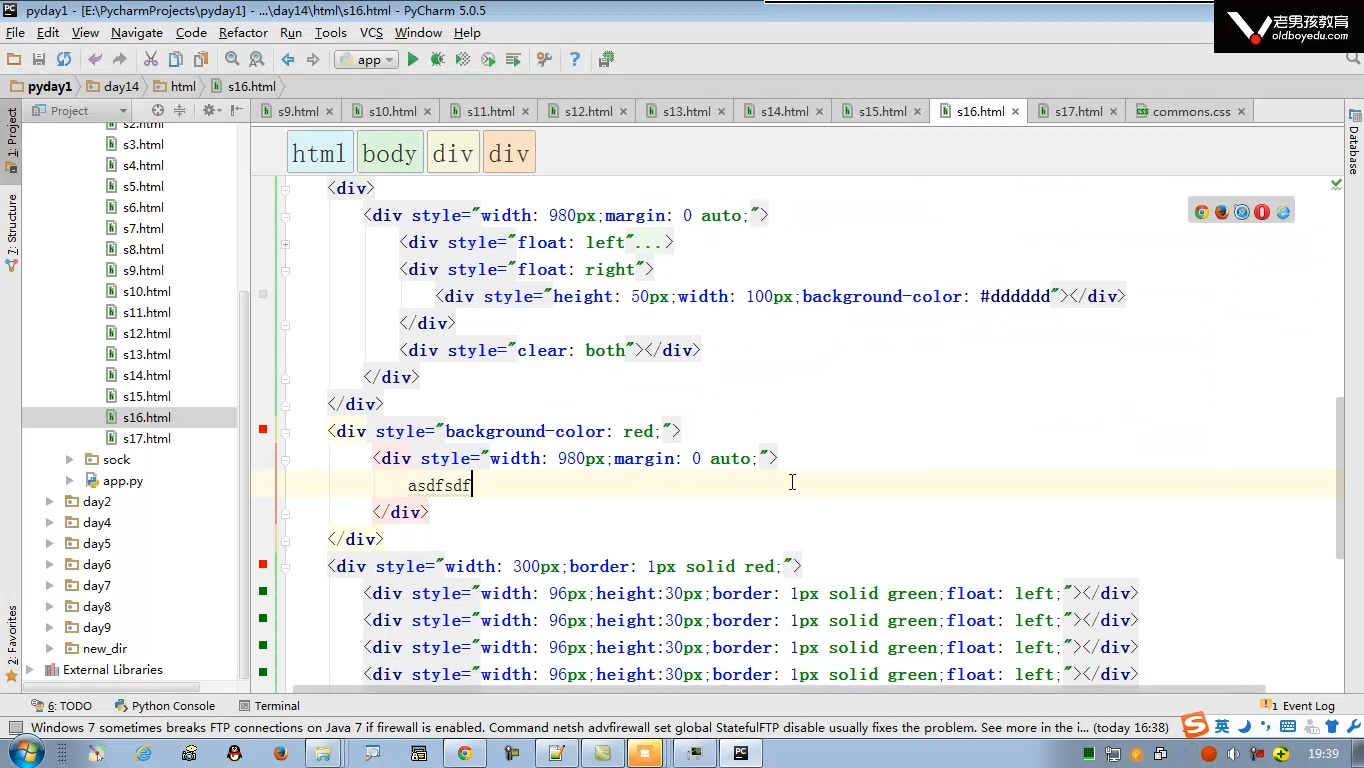 pyday1 - [E:\PycharmProjects\pyday1] - ...\day14\html\s16.html - PyCharm 5.0.5
老男孩教育
oldboyedu.com
File Edit View Navigate Code Refactor Run Tools VCS Window Help
app
pyday1 day14 html s16.html
Project
s9.html s10.html s11.html s12.html s13.html s14.html s15.html s16.html s17.html commons.css
1: Project
7: Structure
2: Favorites
Database
html body div div
s2.html
s3.html
s4.html
s5.html
s6.html
s7.html
s8.html
s9.html
s10.html
s11.html
s12.html
s13.html
s14.html
s15.html
s16.html
s17.html
sock
app.py
day2
day4
day5
day6
day7
day8
day9
new_dir
External Libraries
<div>
<div style="width: 980px;margin: 0 auto;">
<div style="float: left"...>
<div style="float: right">
<div style="height: 50px;width: 100px;background-color: #dddddd"></div>
</div>
<div style="clear: both"></div>
</div>
</div>
<div style="background-color: red;">
<div style="width: 980px;margin: 0 auto;">
asdfsdf
</div>
</div>
<div style="width: 300px;border: 1px solid red;">
<div style="width: 96px;height:30px;border: 1px solid green;float: left;"></div>
<div style="width: 96px;height:30px;border: 1px solid green;float: left;"></div>
<div style="width: 96px;height:30px;border: 1px solid green;float: left;"></div>
<div style="width: 96px;height:30px;border: 1px solid green;float: left;"></div>
6: TODO Python Console Terminal 1 Event Log
Windows 7 sometimes breaks FTP connections on Java 7 if firewall is enabled. Command netsh advfirewall set global StatefulFTP disable usually fixes the problem. See more in the i... (today 16:38)
英
19:39